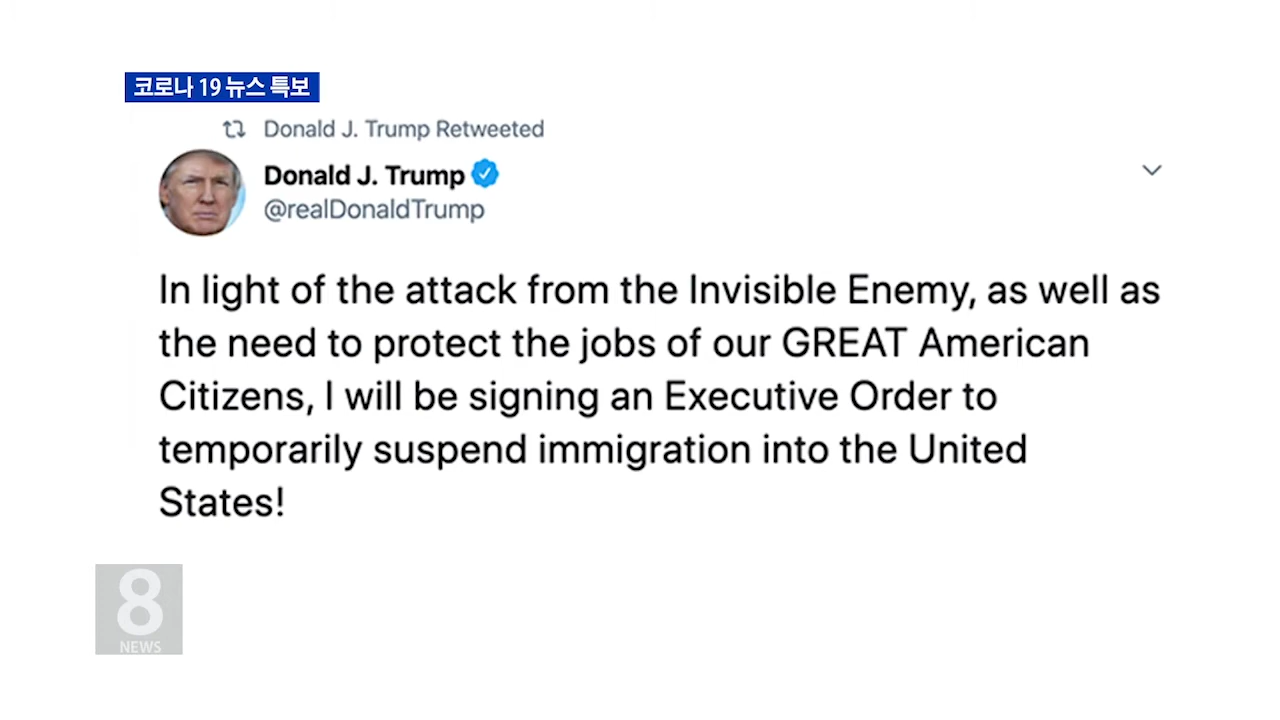 코로나 19 뉴스 특보
Donald J. Trump Retweeted
Donald J. Trump
@realDonaldTrump
In light of the attack from the Invisible Enemy, as well as
the need to protect the jobs of our GREAT American
Citizens, I will be signing an Executive Order to
temporarily suspend immigration into the United
States!
8
NEWS